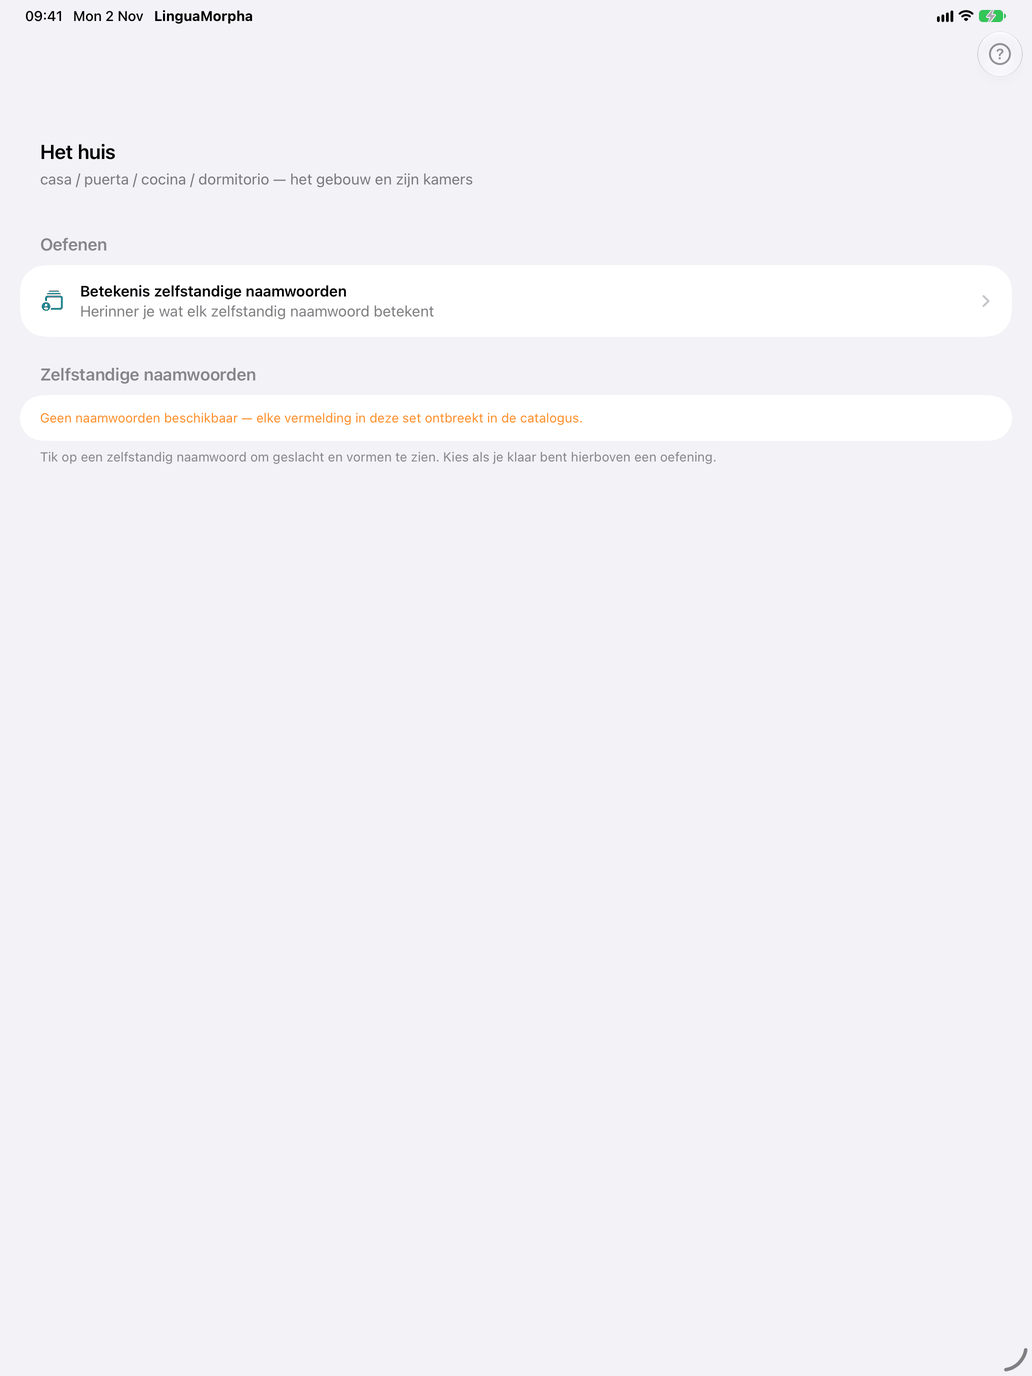 09:41 Mon 2 Nov LinguaMorpha
Het huis
casa / puerta / cocina / dormitorio — het gebouw en zijn kamers
Oefenen
Betekenis zelfstandige naamwoorden
Herinner je wat elk zelfstandig naamwoord betekent
Zelfstandige naamwoorden
Geen naamwoorden beschikbaar — elke vermelding in deze set ontbreekt in de catalogus.
Tik op een zelfstandig naamwoord om geslacht en vormen te zien. Kies als je klaar bent hierboven een oefening.